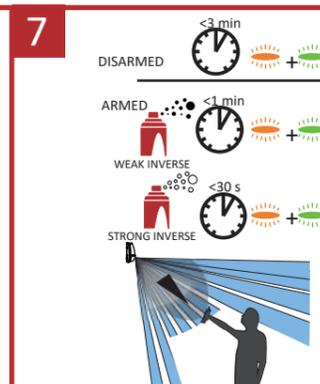 7
<3 min
DISARMED
ARMED
<1 min
WEAK INVERSE
<30 s
STRONG INVERSE